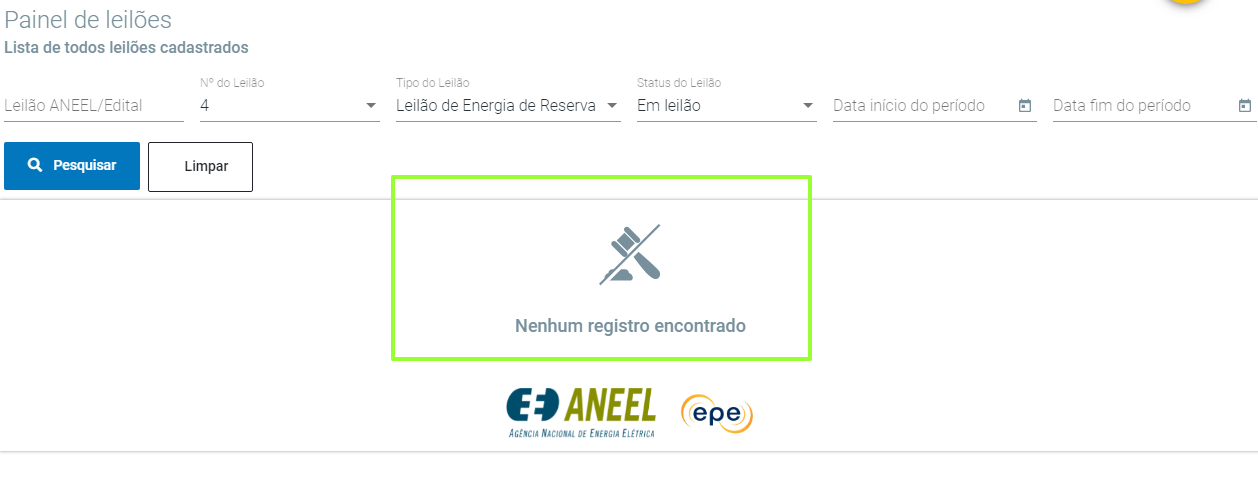 Painel de leilões
Lista de todos leilões cadastrados
Leilão ANEEL/Edital
Nº do Leilão
4
Tipo do Leilão
Leilão de Energia de Reserva
Status do Leilão
Em leilão
Data início do período
Data fim do período
Pesquisar
Limpar
Nenhum registro encontrado
ANEEL
AGÊNCIA NACIONAL DE ENERGIA ELÉTRICA
epe